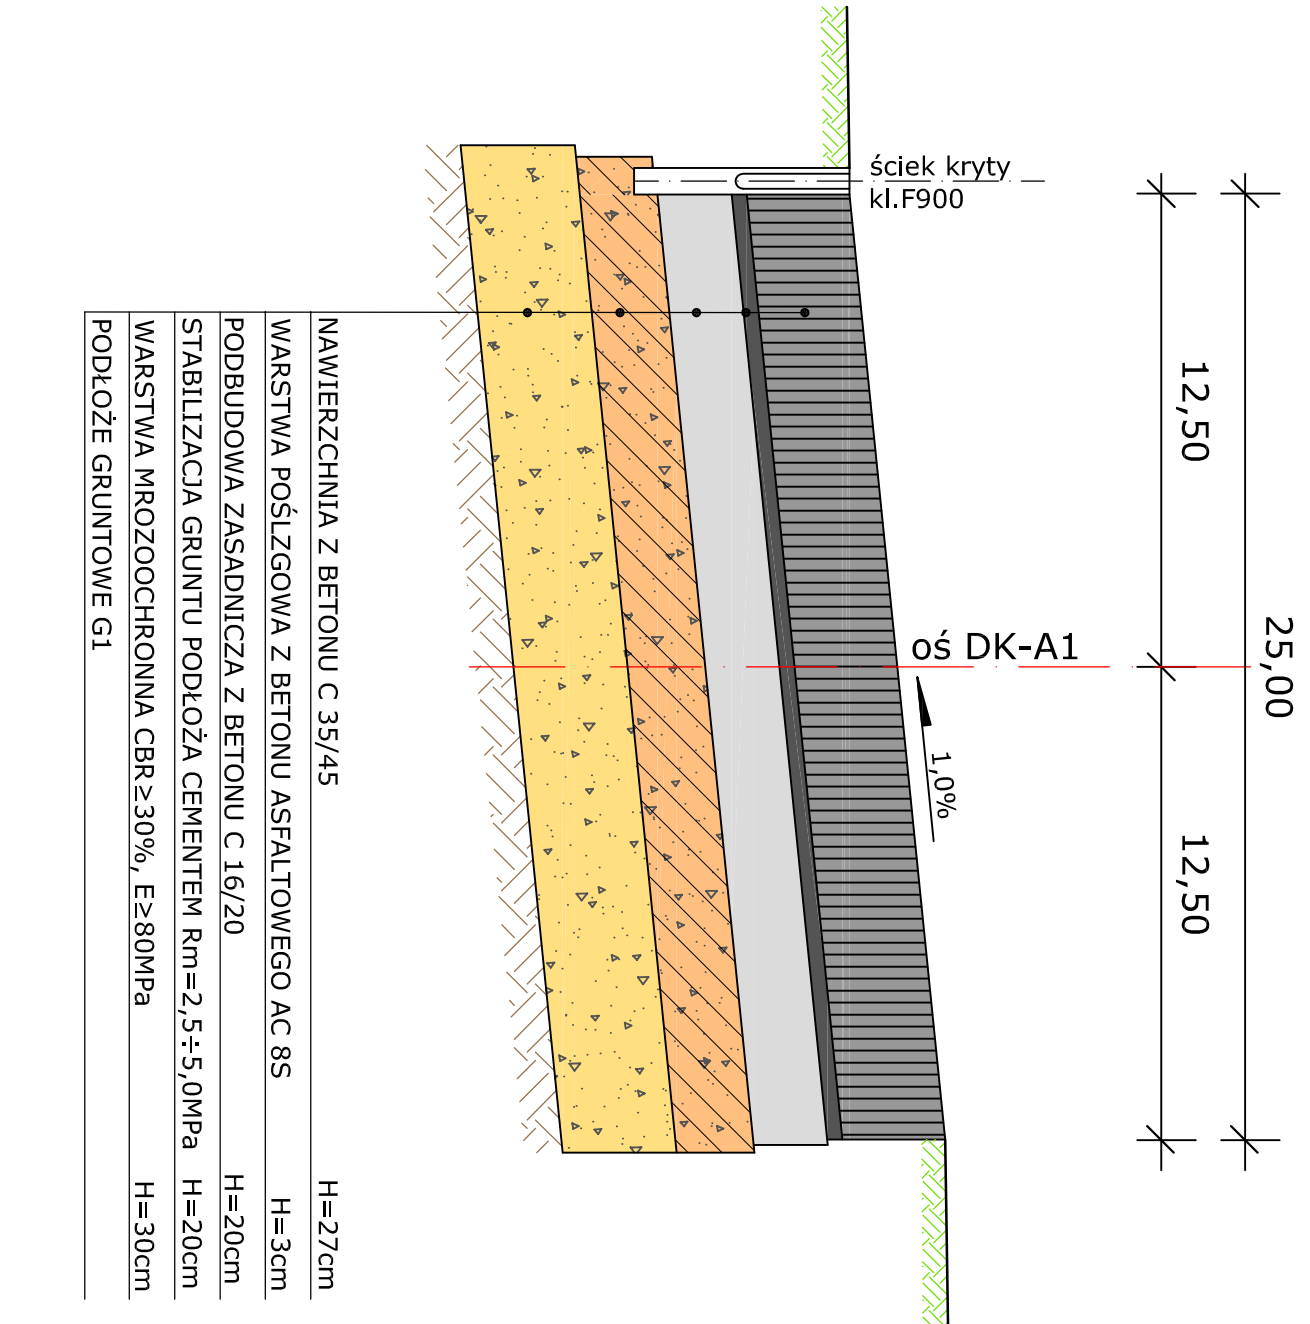 ściek kryty
kl.F900
12,50
25,00
oś DK-A1
1,0%
12,50
NAWIERZCHNIA Z BETONU C 35/45 H=27cm
WARSTWA POŚLZGOWA Z BETONU ASFALTOWEGO AC 8S H=3cm
PODBUDOWA ZASADNICZA Z BETONU C 16/20 H=20cm
STABILIZACJA GRUNTU PODŁOŻA CEMENTEM Rm=2,5÷5,0MPa H=20cm
WARSTWA MROZOOCHRONNA CBR≥30%, E≥80MPa H=30cm
PODŁOŻE GRUNTOWE G1